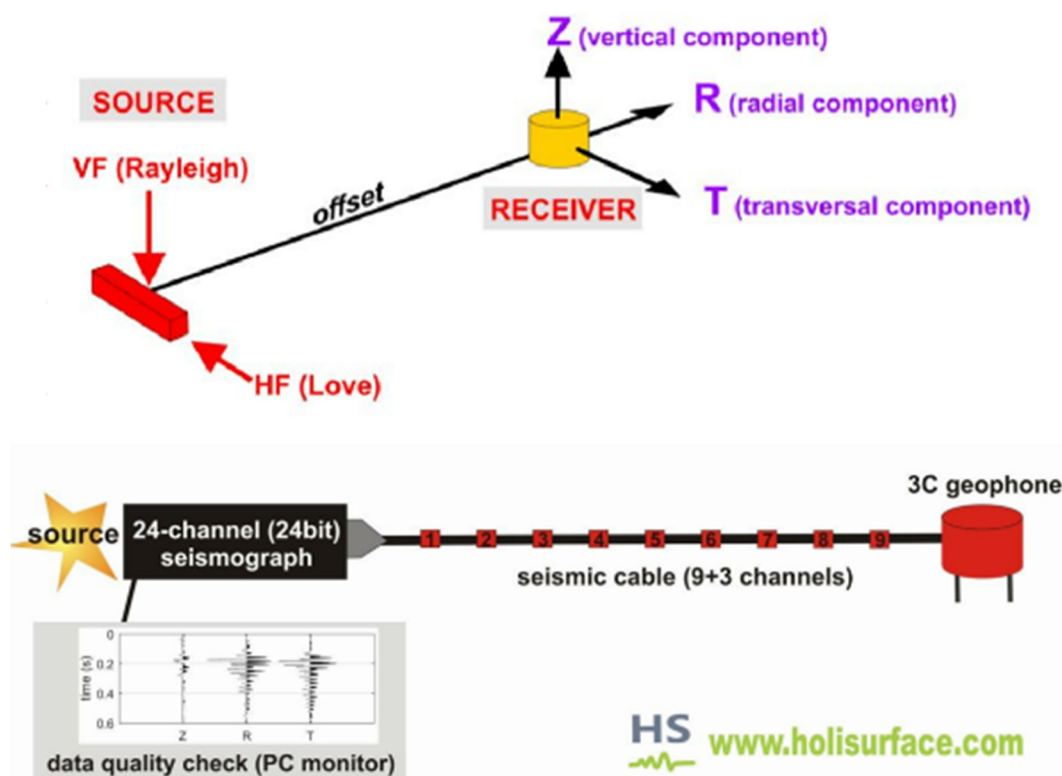 Z (vertical component)
SOURCE
R (radial component)
VF (Rayleigh)
offset
RECEIVER
T (transversal component)
HF (Love)
3C geophone
source
24-channel (24bit)
seismograph
1 2 3 4 5 6 7 8 9
seismic cable (9+3 channels)
time (s)
0
0.2
0.4
0.6
Z R T
data quality check (PC monitor)
HS www.holisurface.com